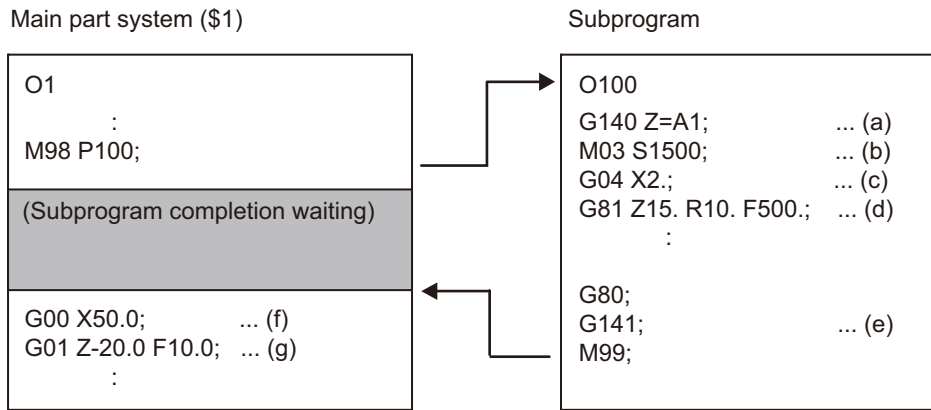 Main part system ($1)
O1
:
M98 P100;
(Subprogram completion waiting)
G00 X50.0; ... (f)
G01 Z-20.0 F10.0; ... (g)
:
Subprogram
O100
G140 Z=A1; ... (a)
M03 S1500; ... (b)
G04 X2.; ... (c)
G81 Z15. R10. F500.; ... (d)
:
G80;
G141; ... (e)
M99;